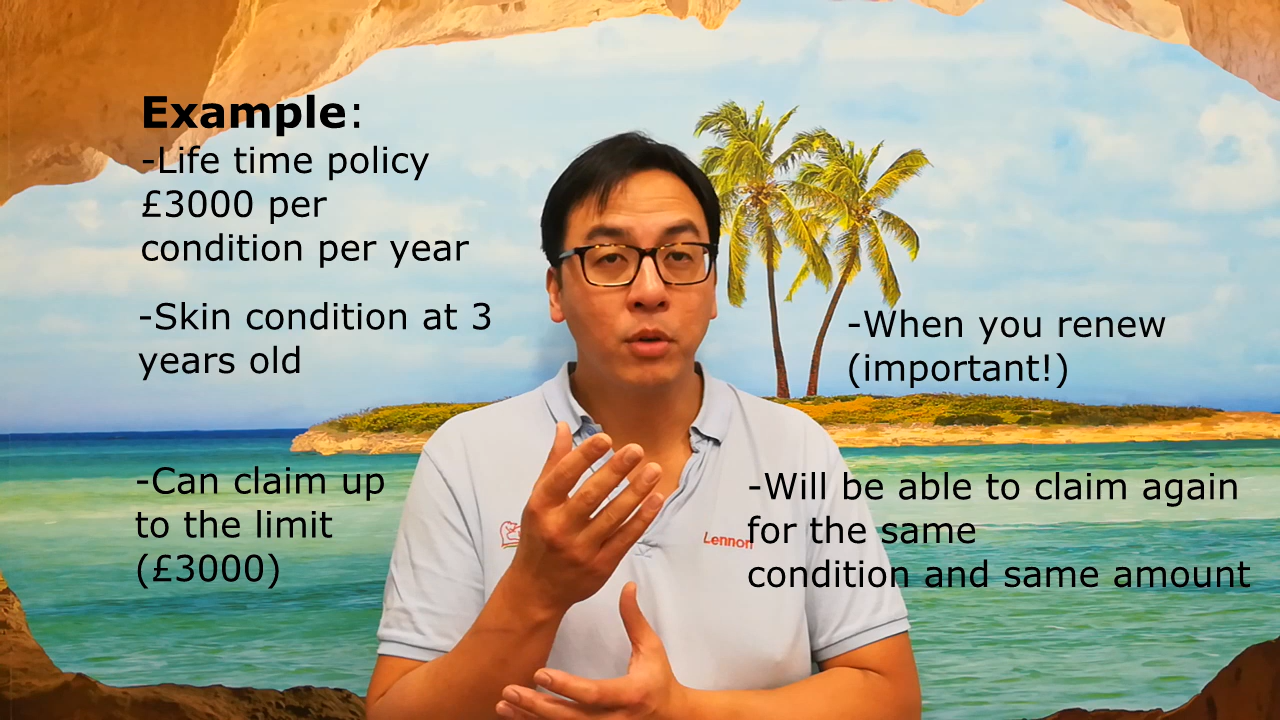 Example:
-Life time policy
£3000 per
condition per year
-Skin condition at 3
years old
-Can claim up
to the limit
(£3000)
-When you renew
(important!)
-Will be able to claim again
for the same
condition and same amount
Lennon